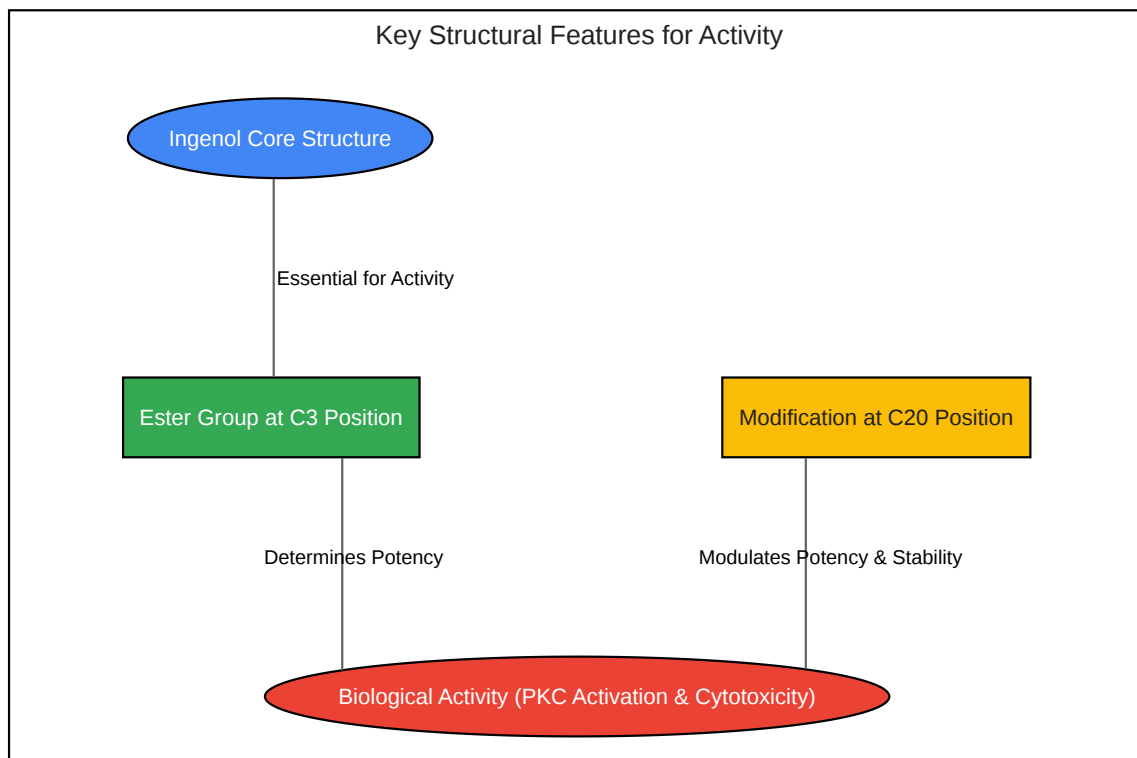 Key Structural Features for Activity
Ingenol Core Structure
Essential for Activity
Ester Group at C3 Position
Modification at C20 Position
Determines Potency
Modulates Potency & Stability
Biological Activity (PKC Activation & Cytotoxicity)